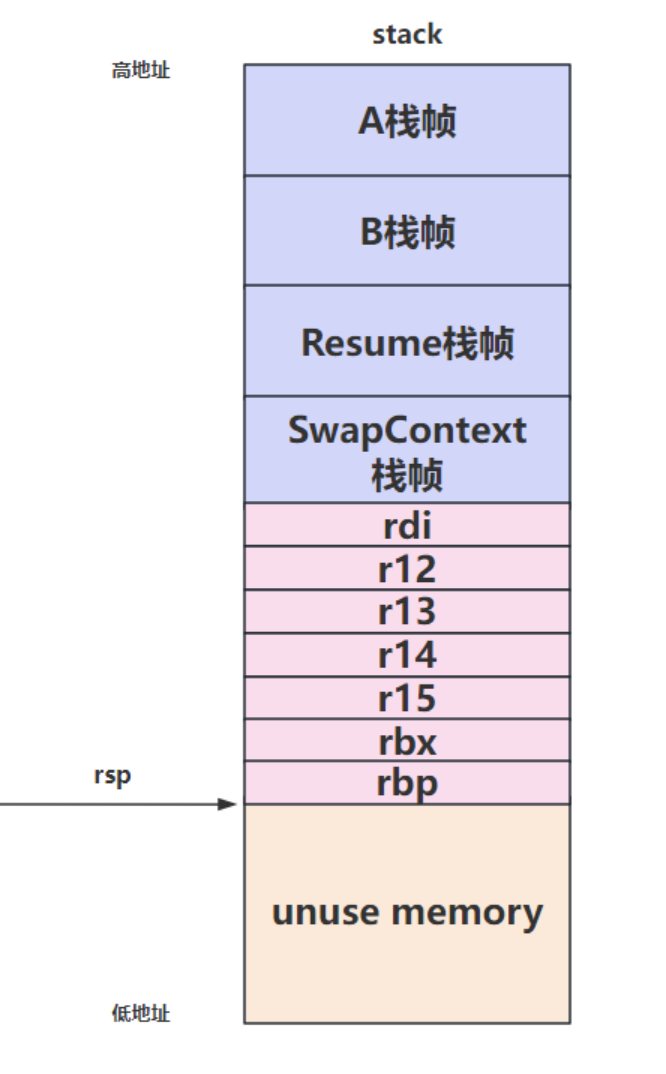 stack
高地址
A栈帧
B栈帧
Resume栈帧
SwapContext
栈帧
rdi
r12
r13
r14
r15
rbx
rsp
rbp
unuse memory
低地址